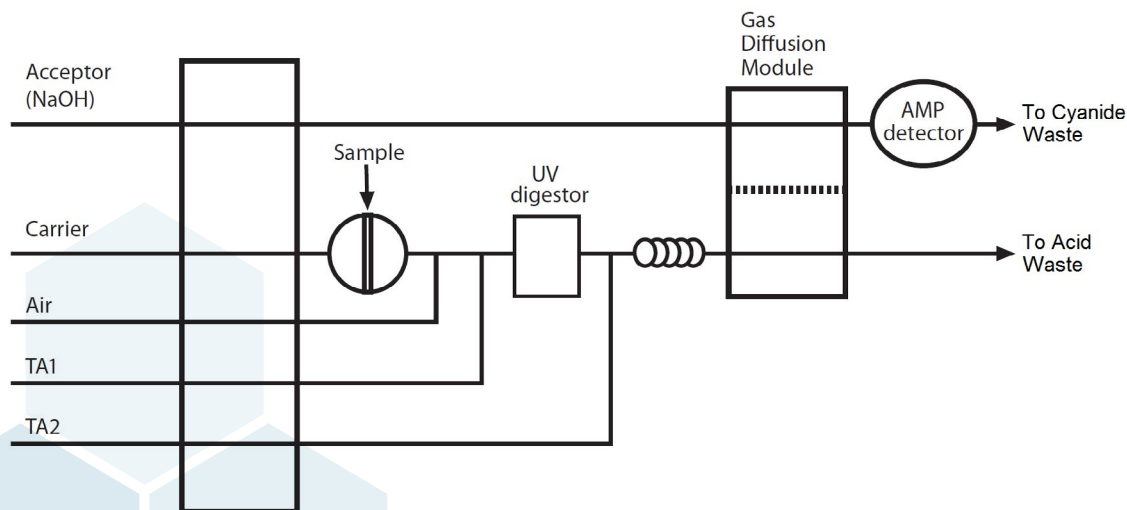 Gas
Diffusion
Module
Acceptor
(NaOH)
AMP
detector
To Cyanide
Waste
Sample
UV
digestor
Carrier
To Acid
Waste
Air
TA1
TA2